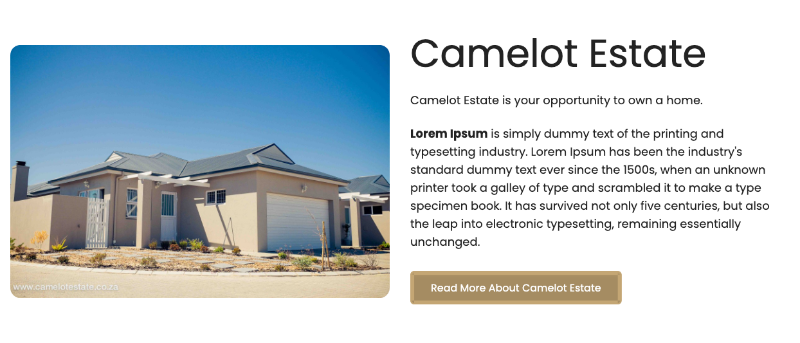 Camelot Estate
Camelot Estate is your opportunity to own a home.
Lorem Ipsum is simply dummy text of the printing and
typesetting industry. Lorem Ipsum has been the industry's
standard dummy text ever since the 1500s, when an unknown
printer took a galley of type and scrambled it to make a type
specimen book. It has survived not only five centuries, but also
the leap into electronic typesetting, remaining essentially
unchanged.
www.camelotestate.co.za
Read More About Camelot Estate